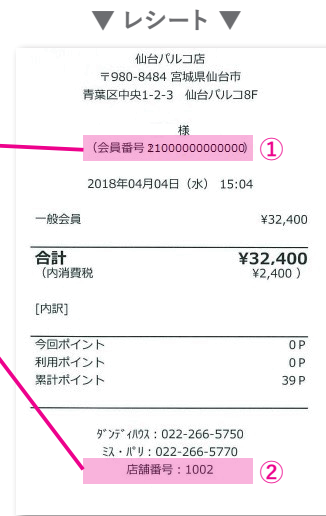 ▼ レシート ▼
仙台パルコ店
〒980-8484 宮城県仙台市
青葉区中央1-2-3　仙台パルコ8F
様
（会員番号 21000000000000）
①
2018年04月04日（水） 15:04
一般会員 ¥32,400
合計 ¥32,400
（内消費税 ¥2,400 ）
[内訳]
今回ポイント 0 P
利用ポイント 0 P
累計ポイント 39 P
ﾀﾞﾝﾃﾞｨﾊｳｽ：022-266-5750
ﾐｽ・ﾊﾟﾘ：022-266-5770
店舗番号：1002
②